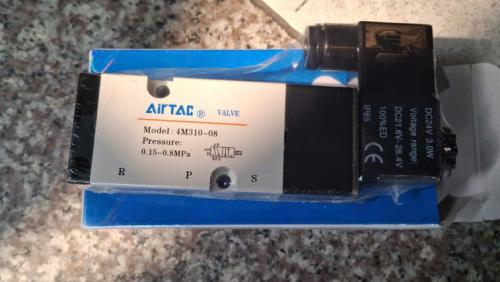 AirTAC ® VALVE
Model: 4M310-08
Pressure:
0.15~0.8MPa
R P S
DC24V 3.0W
Voltage range:
DC21.6V-26.4V
100%ED
IP65
CE